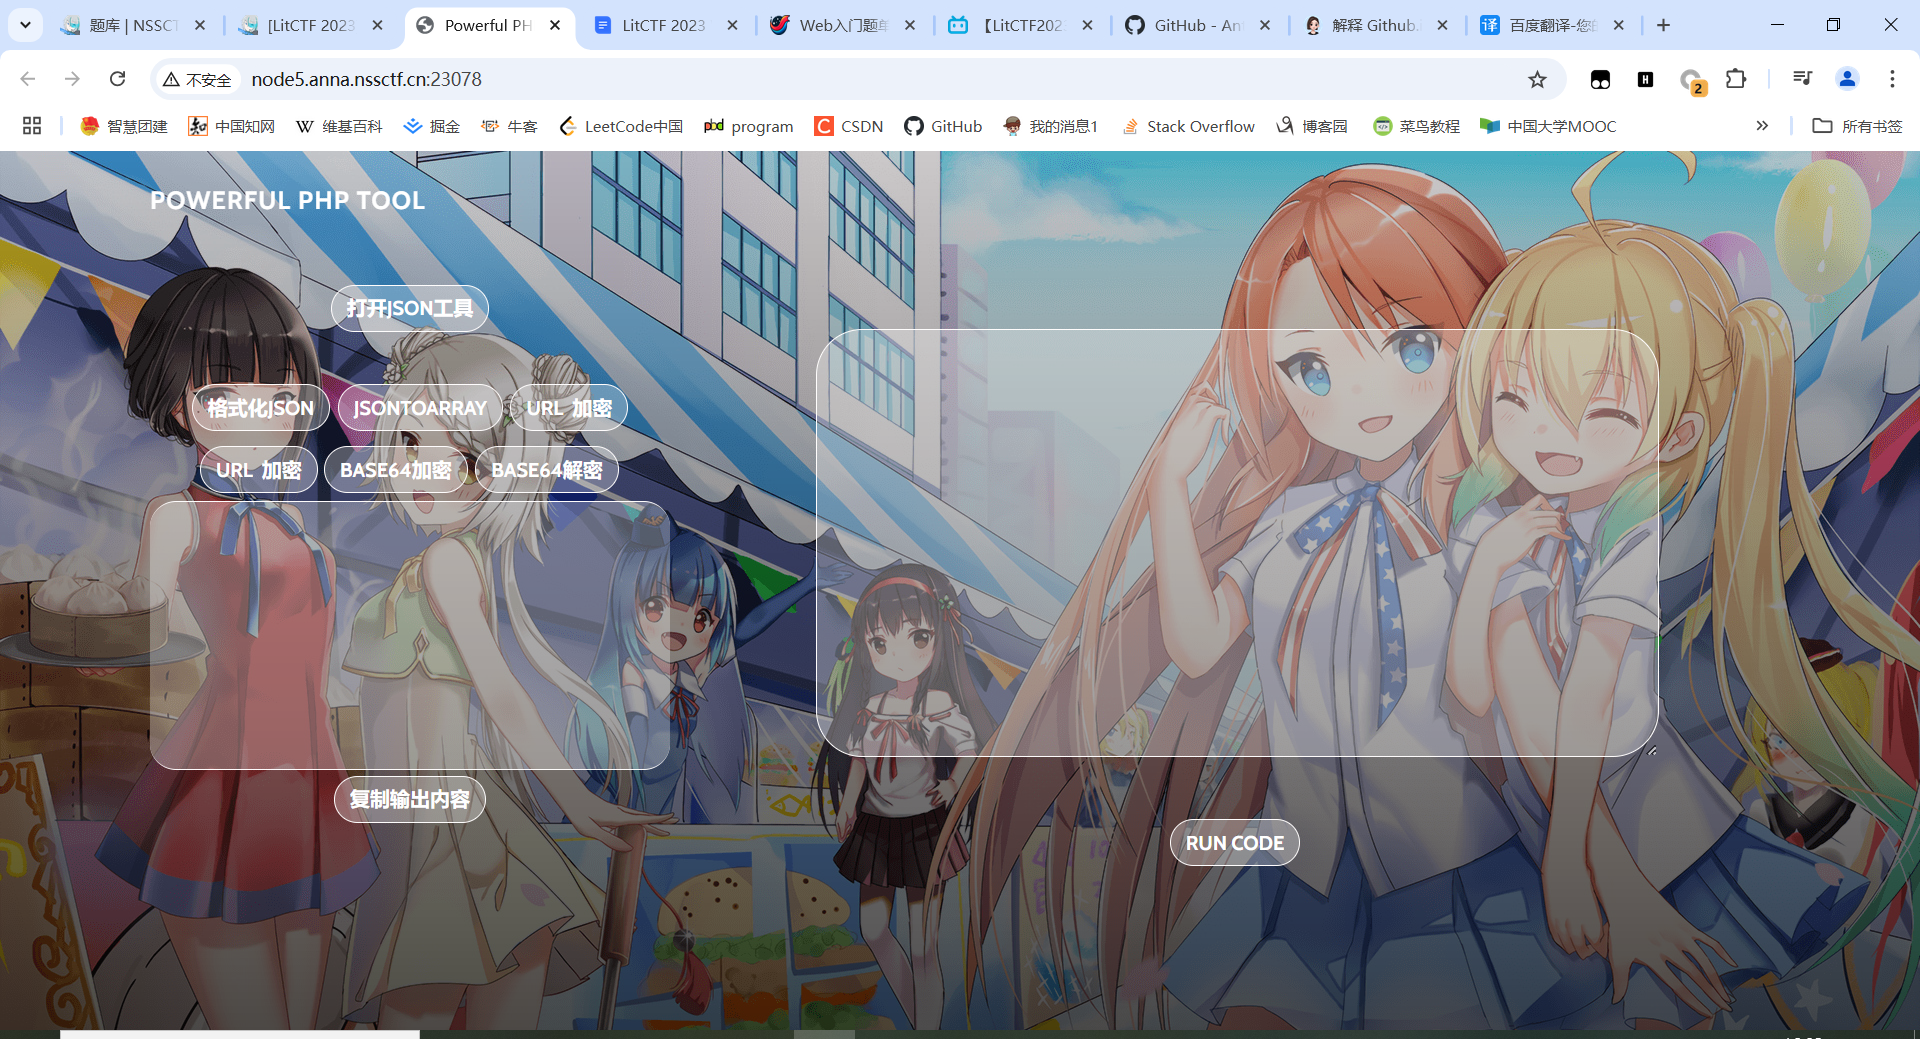 题库 | NSSCT
[LitCTF 2023
Powerful PH
LitCTF 2023
Web入门题单
【LitCTF202
GitHub - An
解释 Github.
百度翻译-您的
不安全
node5.anna.nssctf.cn:23078
2
智慧团建
中国知网
维基百科
掘金
牛客
LeetCode中国
program
CSDN
GitHub
我的消息1
Stack Overflow
博客园
菜鸟教程
中国大学MOOC
所有书签
POWERFUL PHP TOOL
打开JSON工具
格式化JSON
JSONTOARRAY
URL 加密
URL 加密
BASE64加密
BASE64解密
复制输出内容
RUN CODE